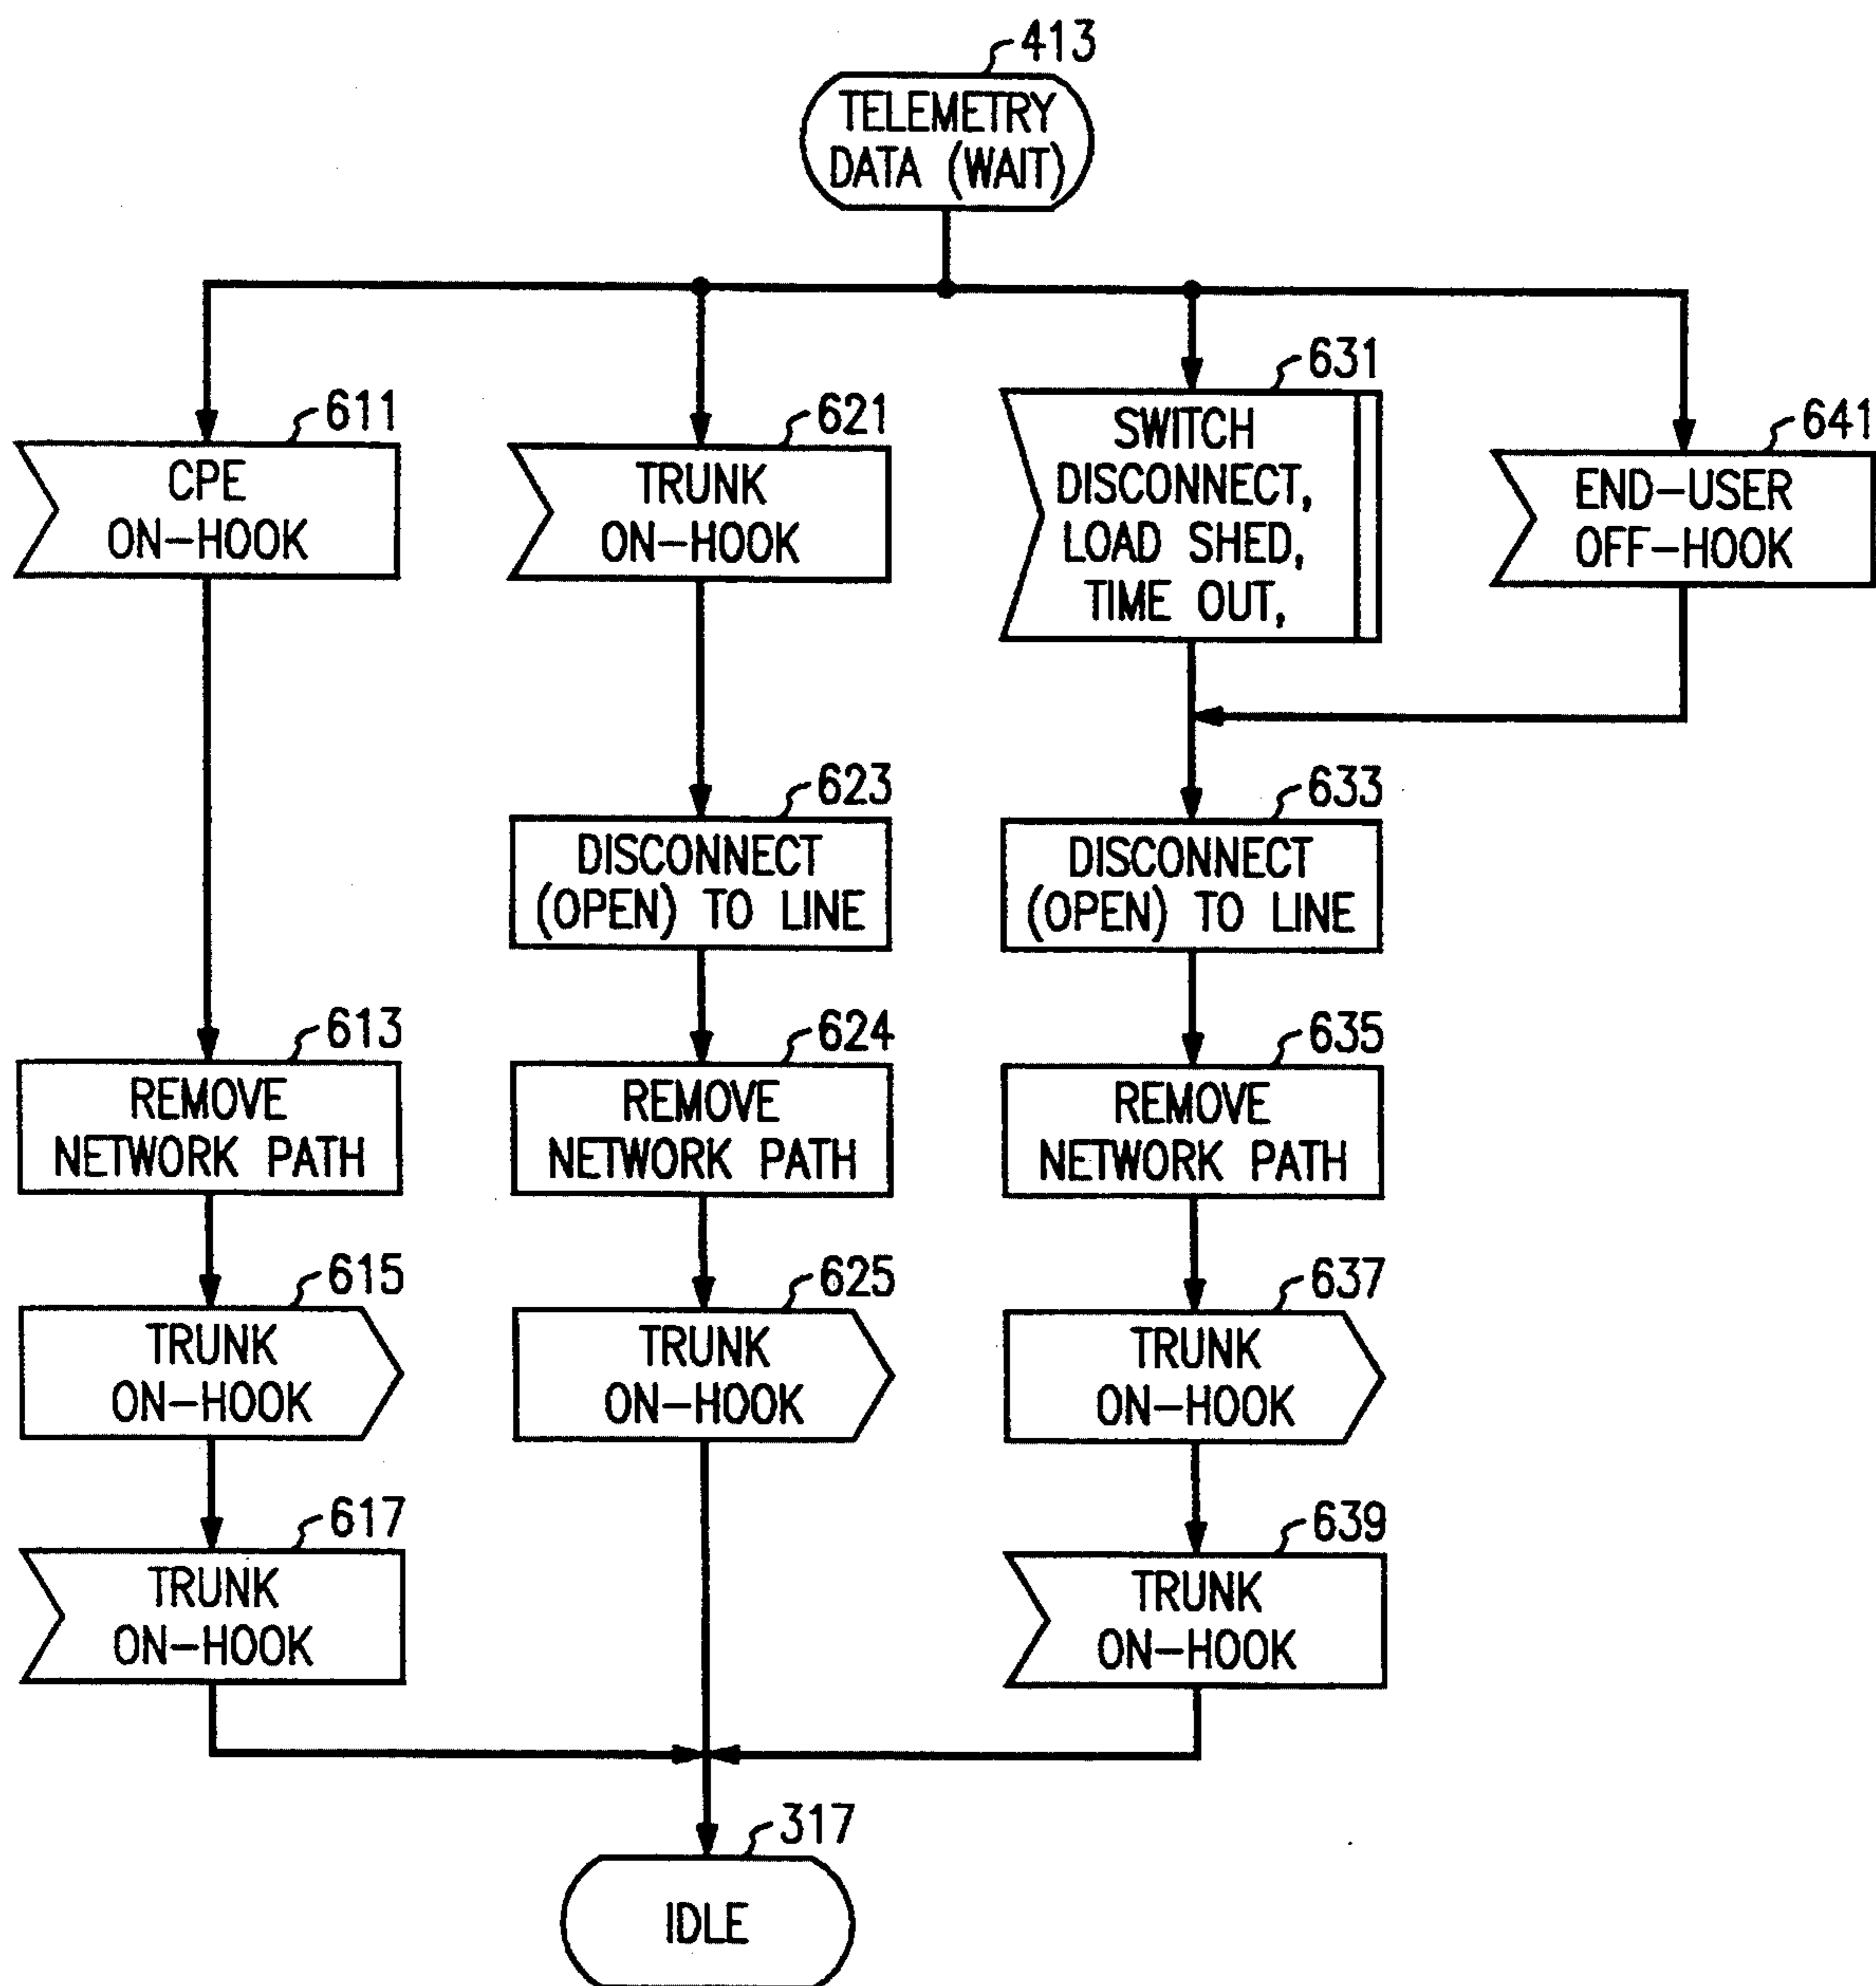 413
TELEMETRY
DATA (WAIT)
611
CPE
ON-HOOK
621
TRUNK
ON-HOOK
631
SWITCH
DISCONNECT,
LOAD SHED,
TIME OUT,
641
END-USER
OFF-HOOK
623
DISCONNECT
(OPEN) TO LINE
633
DISCONNECT
(OPEN) TO LINE
613
REMOVE
NETWORK PATH
624
REMOVE
NETWORK PATH
635
REMOVE
NETWORK PATH
615
TRUNK
ON-HOOK
625
TRUNK
ON-HOOK
637
TRUNK
ON-HOOK
617
TRUNK
ON-HOOK
639
TRUNK
ON-HOOK
317
IDLE